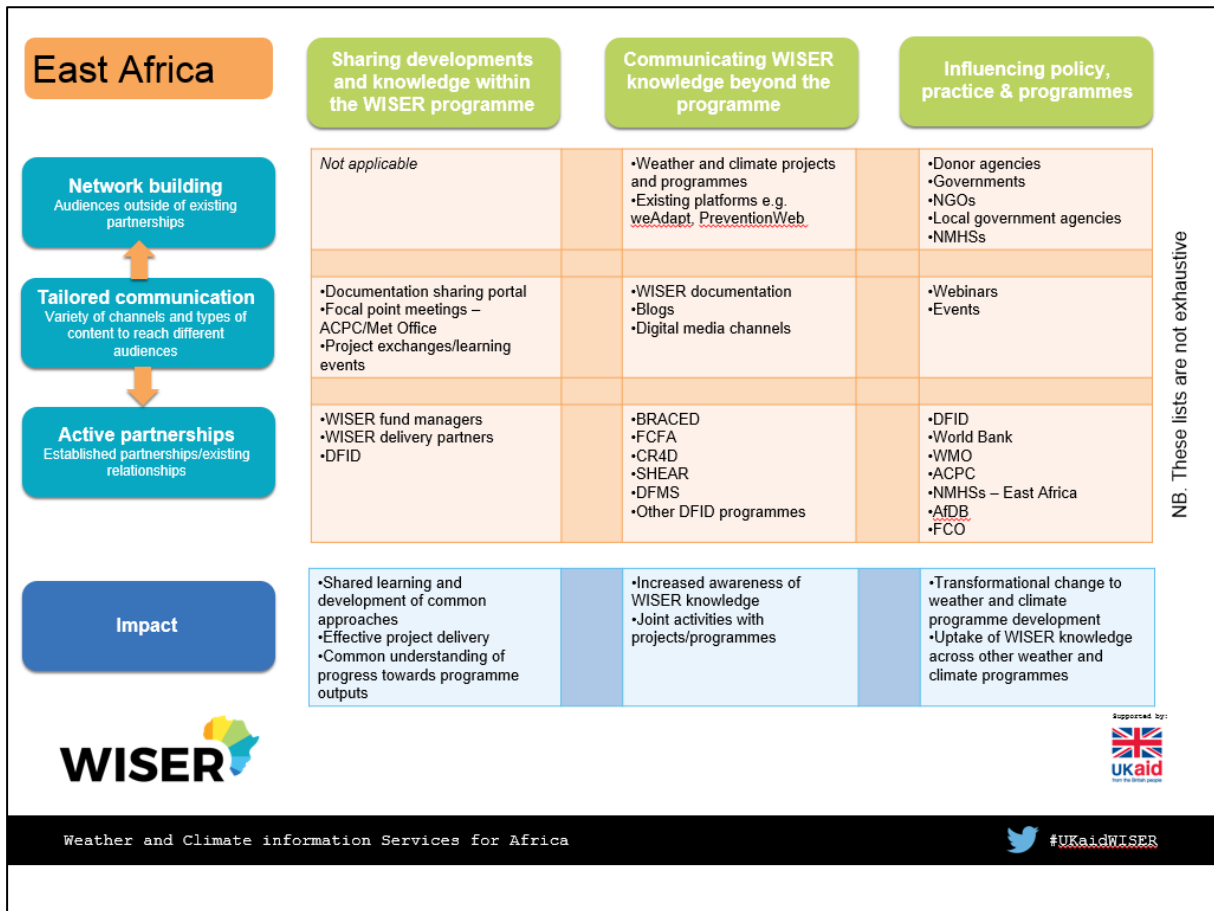 East Africa
Sharing developments
and knowledge within
the WISER programme
Communicating WISER
knowledge beyond the
programme
Influencing policy,
practice & programmes
Network building
Audiences outside of existing
partnerships
Not applicable
•Weather and climate projects
and programmes
•Existing platforms e.g.
weAdapt, PreventionWeb
•Donor agencies
•Governments
•NGOs
•Local government agencies
•NMHSs
Tailored communication
Variety of channels and types of
content to reach different
audiences
•Documentation sharing portal
•Focal point meetings –
ACPC/Met Office
•Project exchanges/learning
events
•WISER documentation
•Blogs
•Digital media channels
•Webinars
•Events
Active partnerships
Established partnerships/existing
relationships
•WISER fund managers
•WISER delivery partners
•DFID
•BRACED
•FCFA
•CR4D
•SHEAR
•DFMS
•Other DFID programmes
•DFID
•World Bank
•WMO
•ACPC
•NMHSs – East Africa
•AfDB
•FCO
NB. These lists are not exhaustive
Impact
•Shared learning and
development of common
approaches
•Effective project delivery
•Common understanding of
progress towards programme
outputs
•Increased awareness of
WISER knowledge
•Joint activities with
projects/programmes
•Transformational change to
weather and climate
programme development
•Uptake of WISER knowledge
across other weather and
climate programmes
WISER
Supported by:
UKaid
from the British people
Weather and Climate information Services for Africa
#UKaidWISER